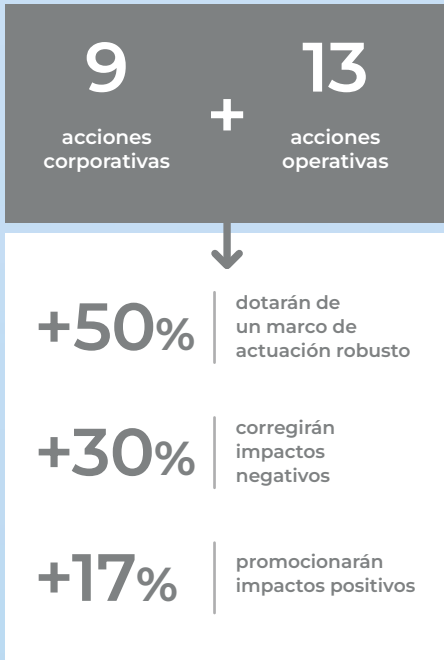 9
acciones
corporativas
+
13
acciones
operativas
+50%
dotarán de
un marco de
actuación robusto
+30%
corregirán
impactos
negativos
+17%
promocionarán
impactos positivos